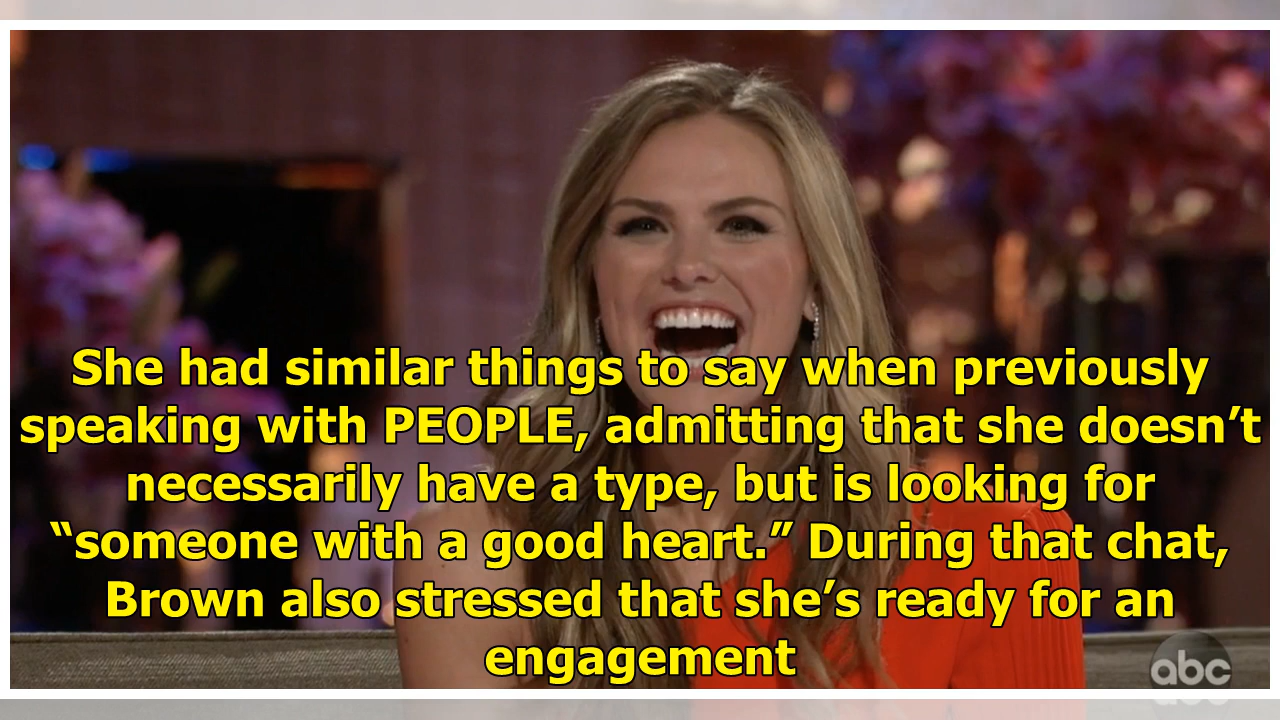 She had similar things to say when previously
speaking with PEOPLE, admitting that she doesn’t
necessarily have a type, but is looking for
“someone with a good heart.” During that chat,
Brown also stressed that she’s ready for an
engagement
abc